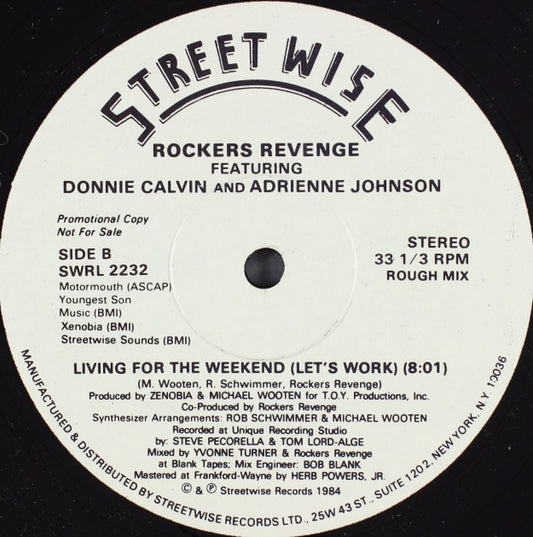 STREETWISE
ROCKERS REVENGE
FEATURING
DONNIE CALVIN AND ADRIENNE JOHNSON
Promotional Copy
Not For Sale
SIDE B
SWRL 2232
Motormouth (ASCAP)
Youngest Son
Music (BMI)
Xenobia (BMI)
Streetwise Sounds (BMI)
STEREO
33 1/3 RPM
ROUGH MIX
LIVING FOR THE WEEKEND (LET'S WORK) (8:01)
(M. Wooten, R. Schwimmer, Rockers Revenge)
Produced by ZENOBIA & MICHAEL WOOTEN for T.O.Y. Productions, Inc.
Co-Produced by Rockers Revenge
Synthesizer Arrangements: ROB SCHWIMMER & MICHAEL WOOTEN
Recorded at Unique Recording Studio
by: STEVE PECORELLA & TOM LORD-ALGE
Mixed by YVONNE TURNER & Rockers Revenge
at Blank Tapes; Mix Engineer: BOB BLANK
Mastered at Frankford-Wayne by HERB POWERS, JR.
© & ℗ Streetwise Records 1984
MANUFACTURED & DISTRIBUTED BY STREETWISE RECORDS LTD., 25W 43 ST., SUITE 1202, NEW YORK, N.Y. 10036